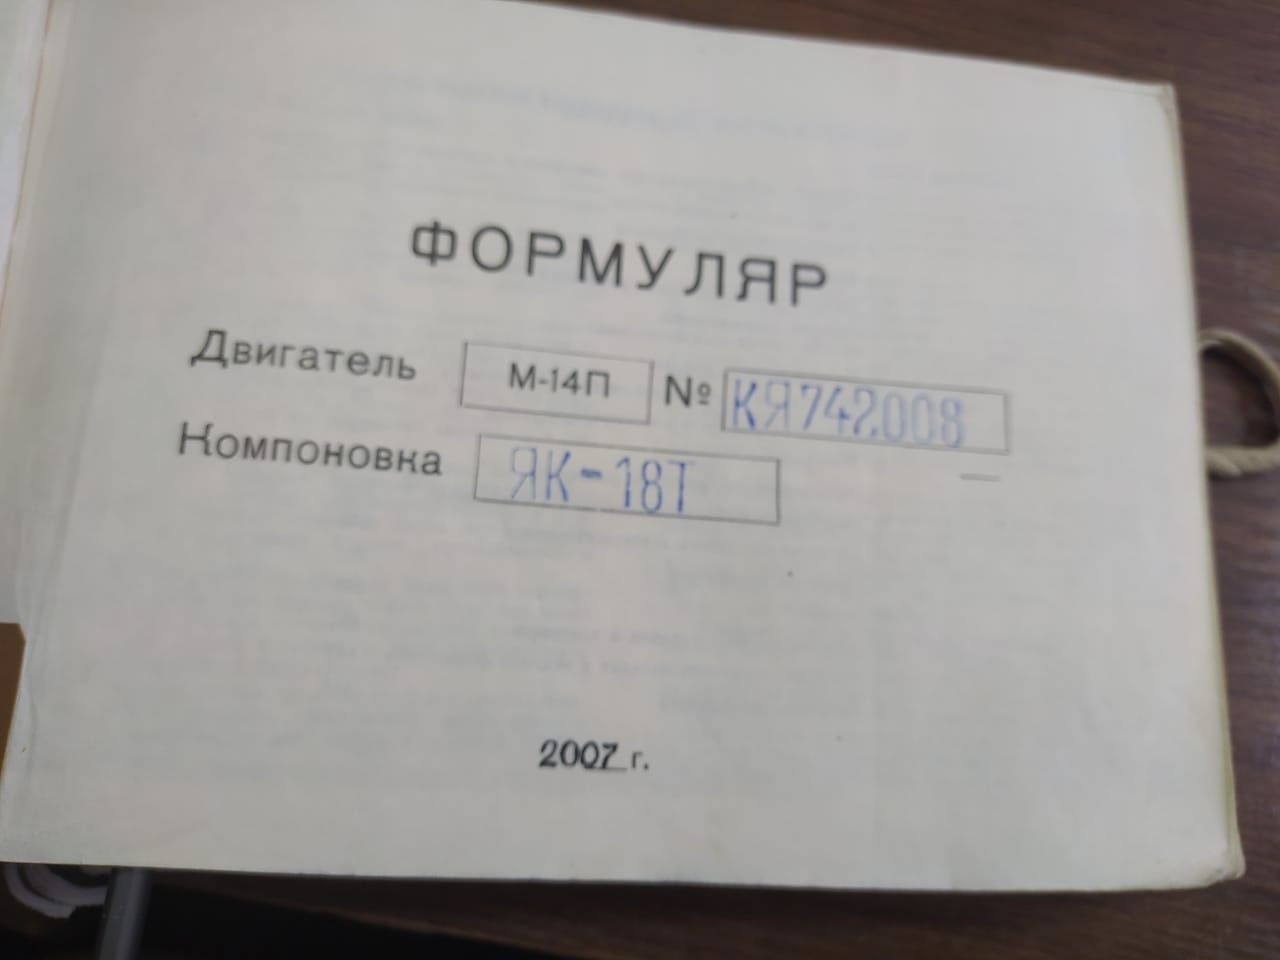 ФОРМУЛЯР
Двигатель М-14П № КЯ742008
Компоновка ЯК-18Т
2007 г.